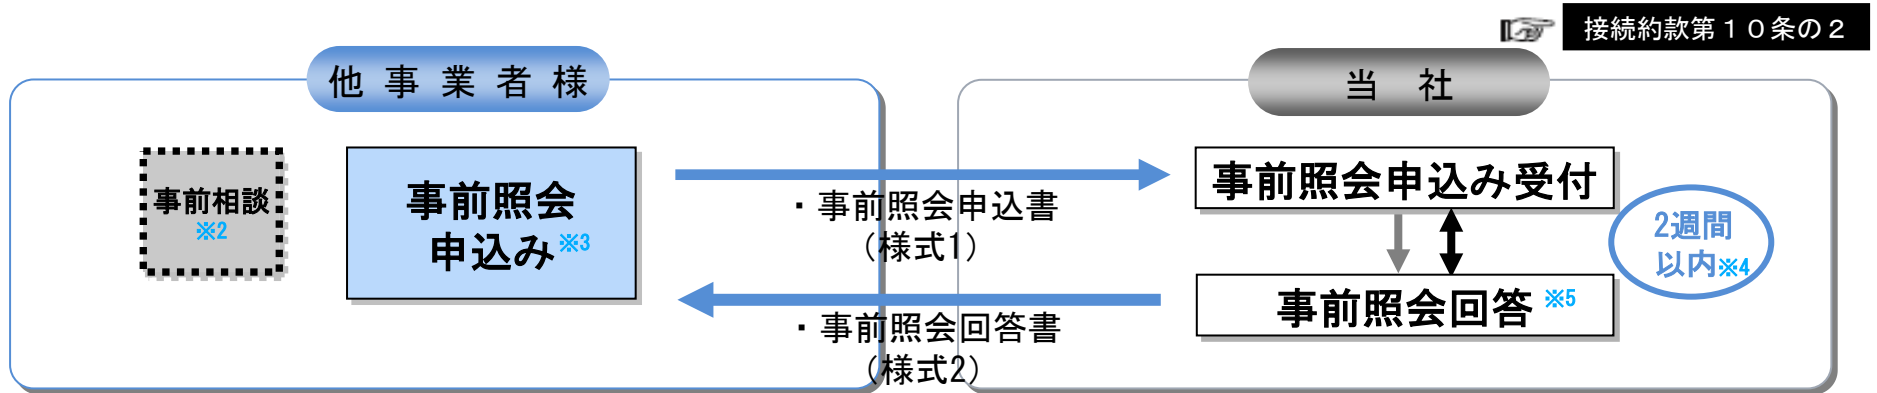 接続約款第１０条の２
他事業者様
当社
事前相談
※2
事前照会
申込み※3
・事前照会申込書
（様式1）
・事前照会回答書
（様式2）
事前照会申込み受付
2週間
以内※4
事前照会回答※5